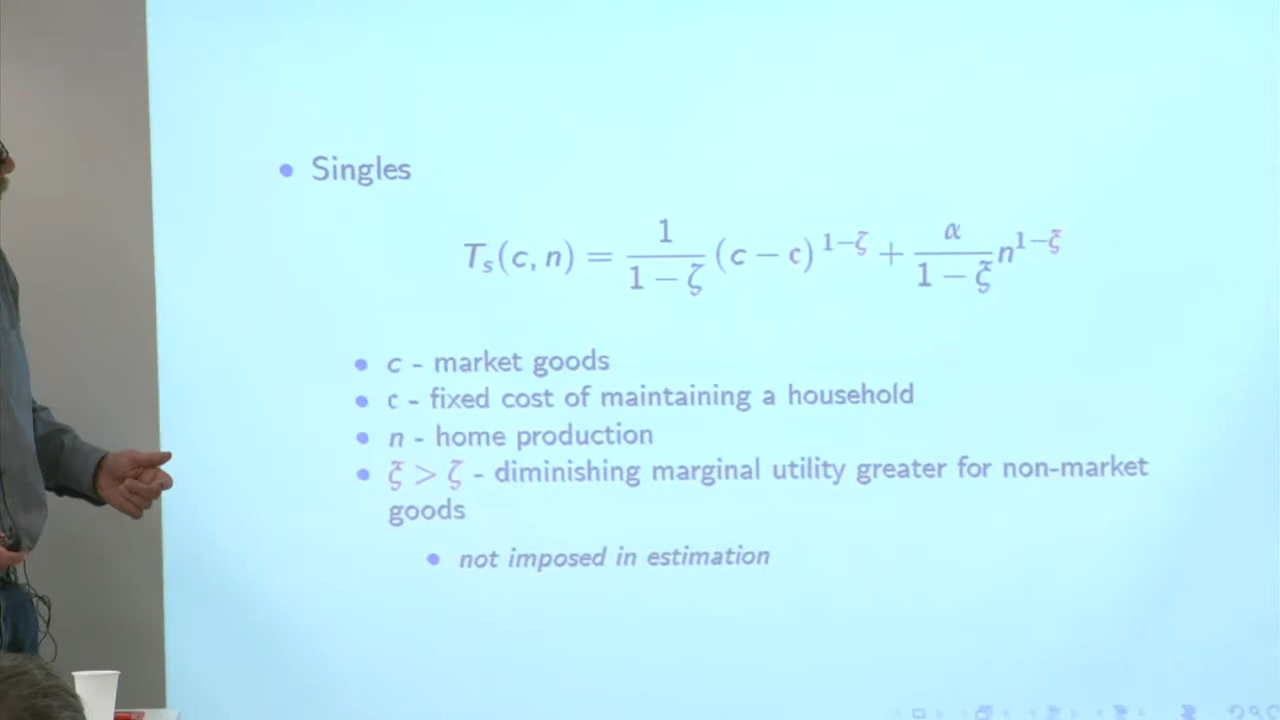 • Singles
T_s(c, n) = \frac{1}{1 − ζ} (c − 𝔠)^{1−ζ} + \frac{α}{1 − ξ} n^{1−ξ}
• c - market goods
• 𝔠 - fixed cost of maintaining a household
• n - home production
• ξ > ζ - diminishing marginal utility greater for non-market
goods
• not imposed in estimation